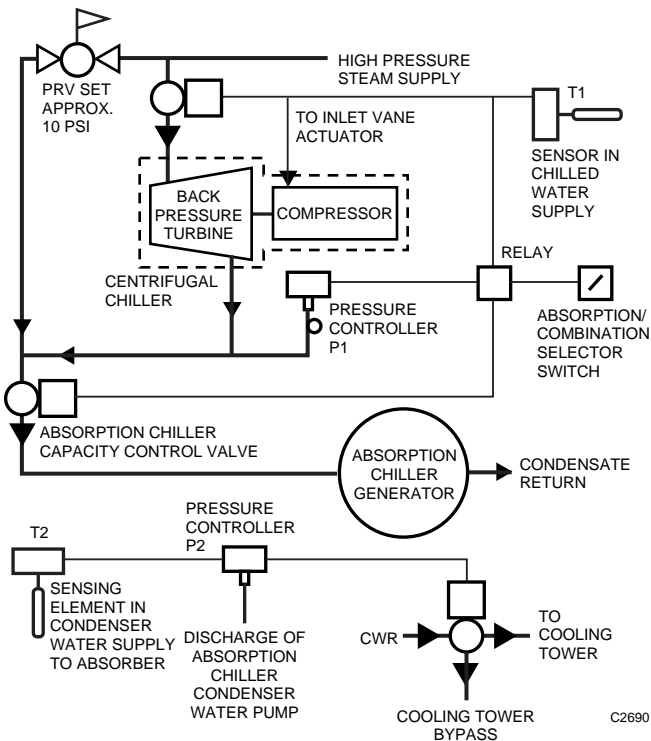 PRV SET
APPROX.
10 PSI
HIGH PRESSURE
STEAM SUPPLY
T1
TO INLET VANE
ACTUATOR
SENSOR IN
CHILLED
WATER
SUPPLY
BACK
PRESSURE
TURBINE
COMPRESSOR
CENTRIFUGAL
CHILLER
PRESSURE
CONTROLLER
P1
RELAY
ABSORPTION/
COMBINATION
SELECTOR
SWITCH
ABSORPTION CHILLER
CAPACITY CONTROL VALVE
ABSORPTION
CHILLER
GENERATOR
CONDENSATE
RETURN
T2
PRESSURE
CONTROLLER
P2
SENSING
ELEMENT IN
CONDENSER
WATER SUPPLY
TO ABSORBER
DISCHARGE OF
ABSORPTION
CHILLER
CONDENSER
WATER PUMP
CWR
TO
COOLING
TOWER
COOLING TOWER
BYPASS
C2690